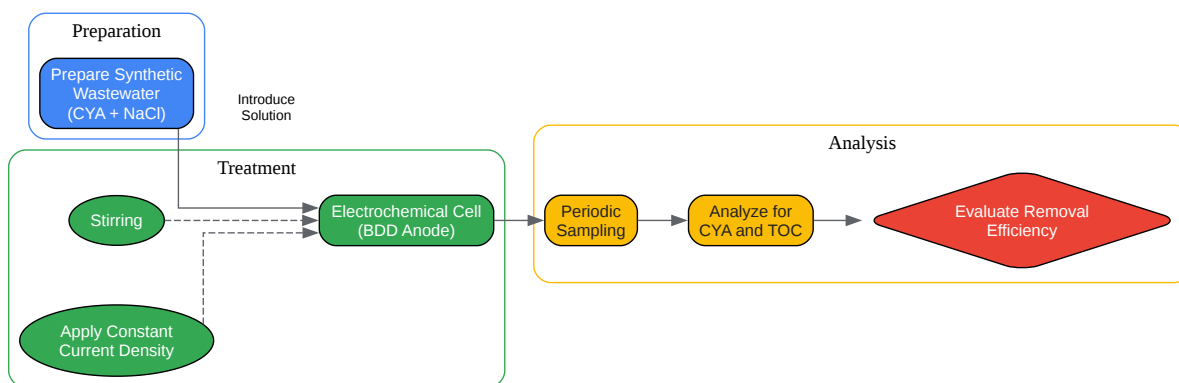 Preparation
Prepare Synthetic
Wastewater
(CYA + NaCl)
Introduce
Solution
Treatment
Stirring
Apply Constant
Current Density
Electrochemical Cell
(BDD Anode)
Analysis
Periodic
Sampling
Analyze for
CYA and TOC
Evaluate Removal
Efficiency